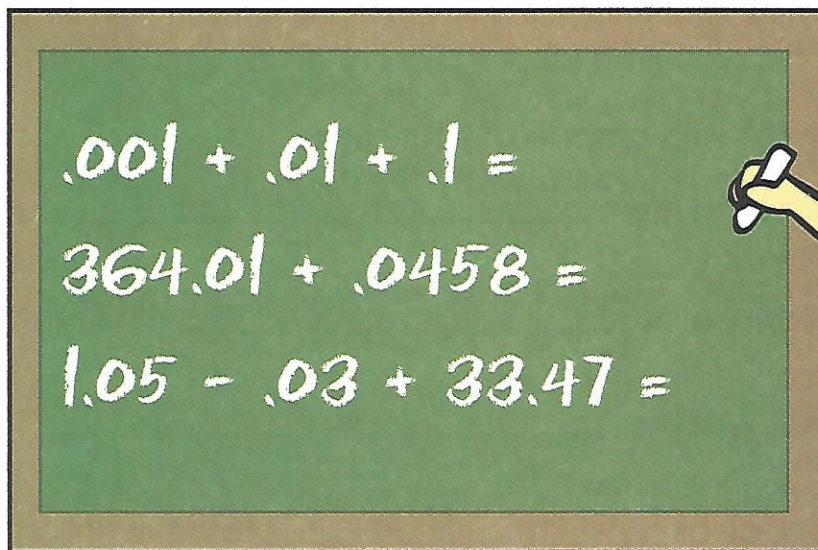 .001 + .01 + .1 =
364.01 + .0458 =
1.05 - .03 + 33.47 =